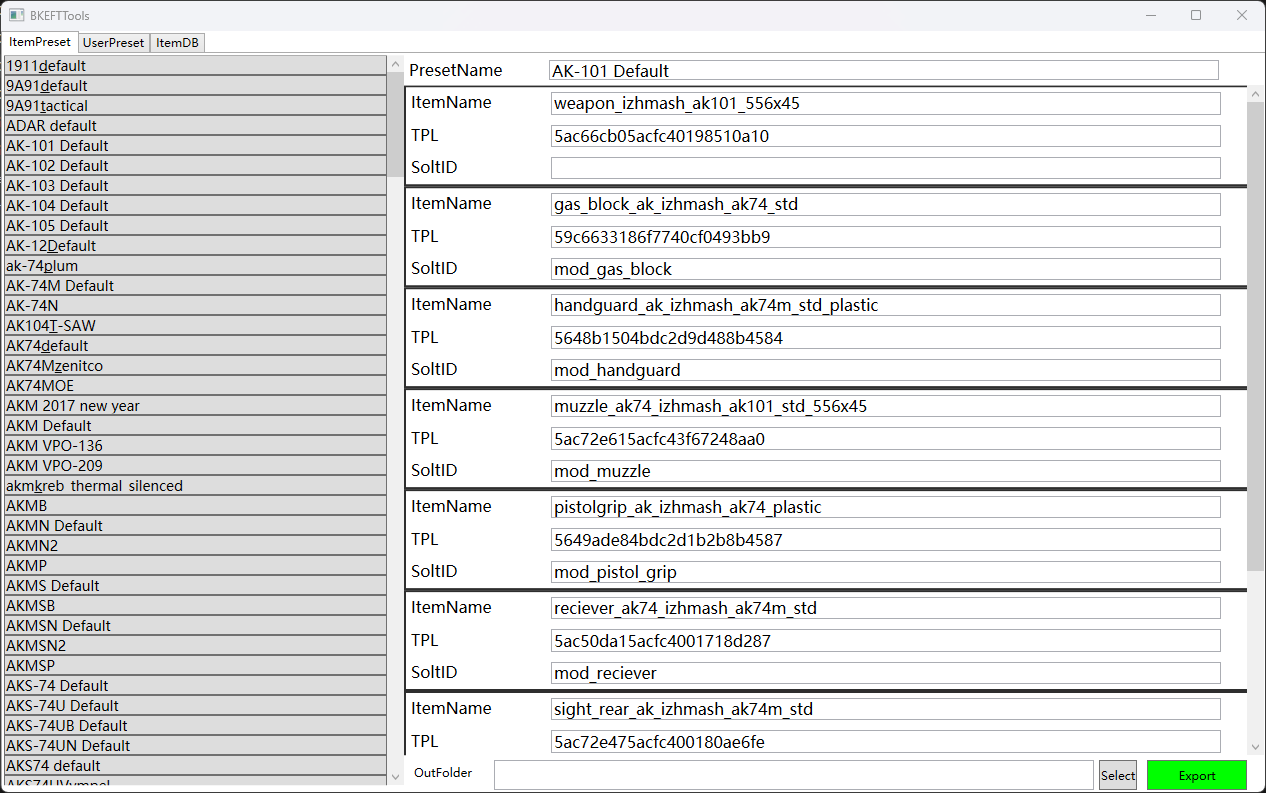 BKEFTTools
ItemPreset UserPreset ItemDB
1911default
9A91default
9A91tactical
ADAR default
AK-101 Default
AK-102 Default
AK-103 Default
AK-104 Default
AK-105 Default
AK-12Default
ak-74plum
AK-74M Default
AK-74N
AK104T-SAW
AK74default
AK74Mzenitco
AK74MOE
AKM 2017 new year
AKM Default
AKM VPO-136
AKM VPO-209
akmkreb thermal silenced
AKMB
AKMN Default
AKMN2
AKMP
AKMS Default
AKMSB
AKMSN Default
AKMSN2
AKMSP
AKS-74 Default
AKS-74U Default
AKS-74UB Default
AKS-74UN Default
AKS74 default
PresetName AK-101 Default
ItemName weapon_izhmash_ak101_556x45
TPL 5ac66cb05acfc40198510a10
SoltID
ItemName gas_block_ak_izhmash_ak74_std
TPL 59c6633186f7740cf0493bb9
SoltID mod_gas_block
ItemName handguard_ak_izhmash_ak74m_std_plastic
TPL 5648b1504bdc2d9d488b4584
SoltID mod_handguard
ItemName muzzle_ak74_izhmash_ak101_std_556x45
TPL 5ac72e615acfc43f67248aa0
SoltID mod_muzzle
ItemName pistolgrip_ak_izhmash_ak74_plastic
TPL 5649ade84bdc2d1b2b8b4587
SoltID mod_pistol_grip
ItemName reciever_ak74_izhmash_ak74m_std
TPL 5ac50da15acfc4001718d287
SoltID mod_reciever
ItemName sight_rear_ak_izhmash_ak74m_std
TPL 5ac72e475acfc400180ae6fe
OutFolder Select Export